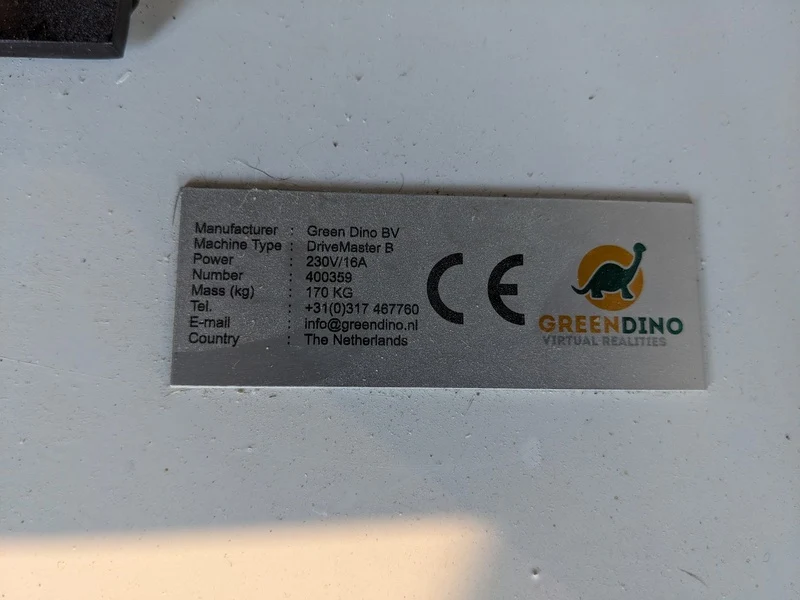 Manufacturer : Green Dino BV
Machine Type : DriveMaster B
Power : 230V/16A
Number : 400359
Mass (kg) : 170 KG
Tel. : +31(0)317 467760
E-mail : info@greendino.nl
Country : The Netherlands
CE
GREENDINO
VIRTUAL REALITIES